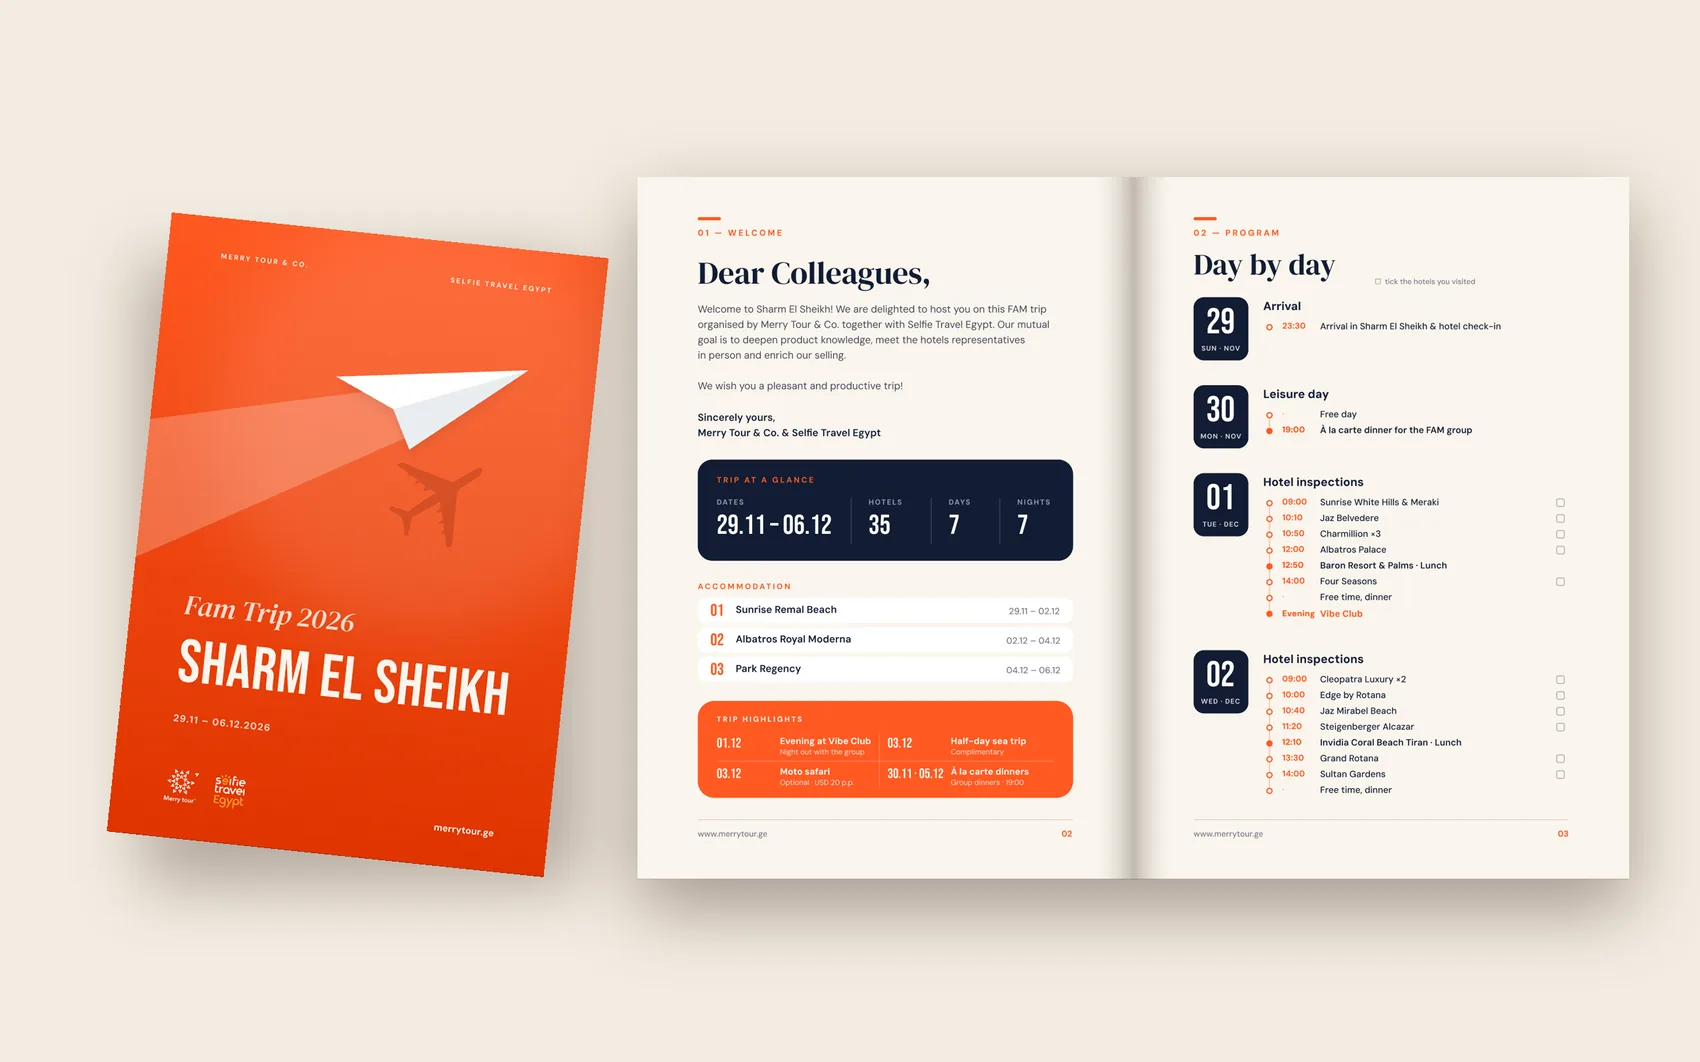 MERRY TOUR & CO.
SELFIE TRAVEL EGYPT
Fam Trip 2026
SHARM EL SHEIKH
29.11 – 06.12.2026
Merry tour
selfie
travel
Egypt
merrytour.ge
01 — WELCOME
Dear Colleagues,
Welcome to Sharm El Sheikh! We are delighted to host you on this FAM trip
organised by Merry Tour & Co. together with Selfie Travel Egypt. Our mutual
goal is to deepen product knowledge, meet the hotels representatives
in person and enrich our selling.
We wish you a pleasant and productive trip!
Sincerely yours,
Merry Tour & Co. & Selfie Travel Egypt
TRIP AT A GLANCE
DATES HOTELS DAYS NIGHTS
29.11 – 06.12 35 7 7
ACCOMMODATION
01 Sunrise Remal Beach 29.11 – 02.12
02 Albatros Royal Moderna 02.12 – 04.12
03 Park Regency 04.12 – 06.12
TRIP HIGHLIGHTS
01.12 Evening at Vibe Club 03.12 Half-day sea trip
Night out with the group Complimentary
03.12 Moto safari 30.11 · 05.12 À la carte dinners
Optional · USD 20 p.p. Group dinners · 19:00
www.merrytour.ge 02
02 — PROGRAM
Day by day
tick the hotels you visited
29
SUN · NOV
Arrival
23:30 Arrival in Sharm El Sheikh & hotel check-in
30
MON · NOV
Leisure day
· Free day
19:00 À la carte dinner for the FAM group
01
TUE · DEC
Hotel inspections
09:00 Sunrise White Hills & Meraki
10:10 Jaz Belvedere
10:50 Charmillion ×3
12:00 Albatros Palace
12:50 Baron Resort & Palms · Lunch
14:00 Four Seasons
· Free time, dinner
Evening Vibe Club
02
WED · DEC
Hotel inspections
09:00 Cleopatra Luxury ×2
10:00 Edge by Rotana
10:40 Jaz Mirabel Beach
11:20 Steigenberger Alcazar
12:10 Invidia Coral Beach Tiran · Lunch
13:30 Grand Rotana
14:00 Sultan Gardens
· Free time, dinner
www.merrytour.ge 03